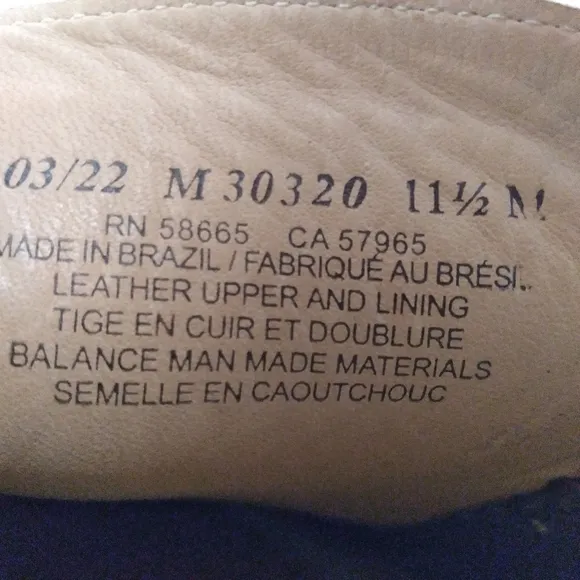 03/22 M 30320 11½ M
RN 58665 CA 57965
MADE IN BRAZIL / FABRIQUÉ AU BRÉSIL
LEATHER UPPER AND LINING
TIGE EN CUIR ET DOUBLURE
BALANCE MAN MADE MATERIALS
SEMELLE EN CAOUTCHOUC